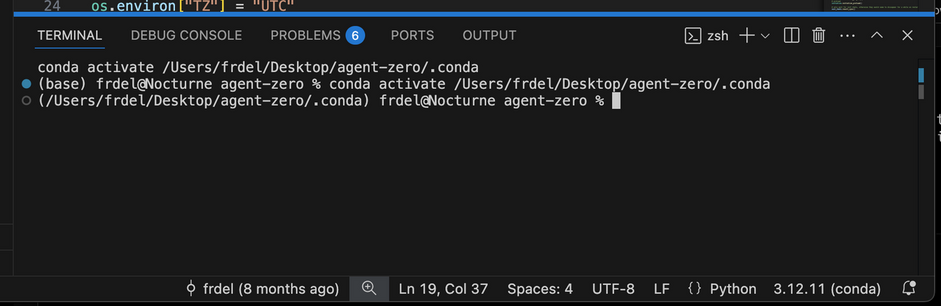 24 os.environ["TZ"] = "UTC"
TERMINAL DEBUG CONSOLE PROBLEMS 6 PORTS OUTPUT zsh
conda activate /Users/frdel/Desktop/agent-zero/.conda
(base) frdel@Nocturne agent-zero % conda activate /Users/frdel/Desktop/agent-zero/.conda
(/Users/frdel/Desktop/agent-zero/.conda) frdel@Nocturne agent-zero %
frdel (8 months ago) Ln 19, Col 37 Spaces: 4 UTF-8 LF {} Python 3.12.11 (conda)